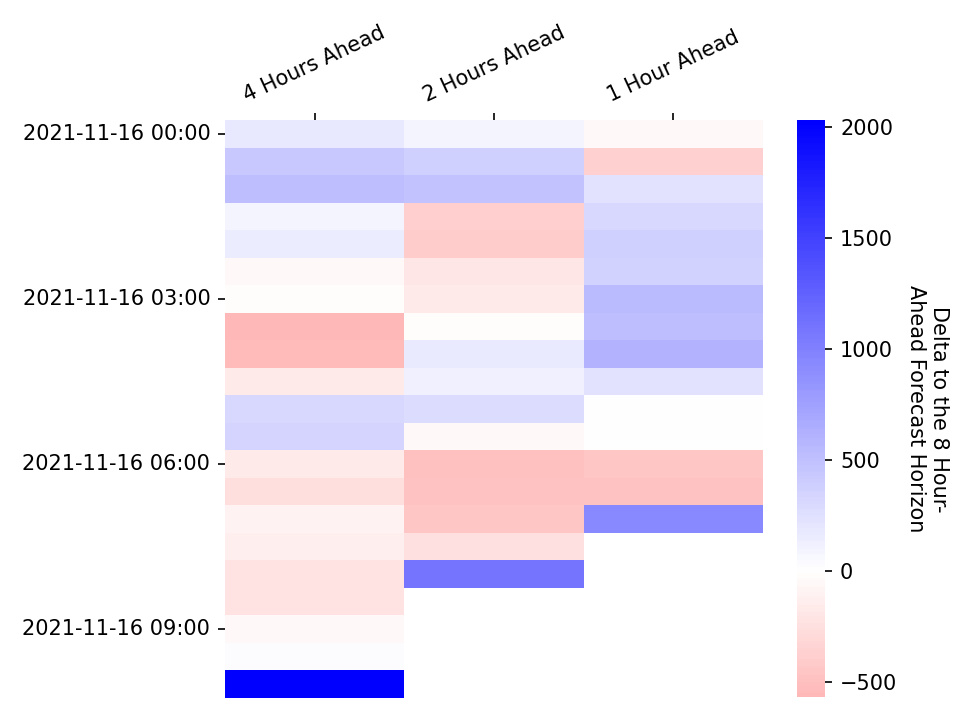 4 Hours Ahead
2 Hours Ahead
1 Hour Ahead
2021-11-16 00:00
2021-11-16 03:00
2021-11-16 06:00
2021-11-16 09:00
2000
1500
1000
500
0
−500
Delta to the 8 Hour-
Ahead Forecast Horizon